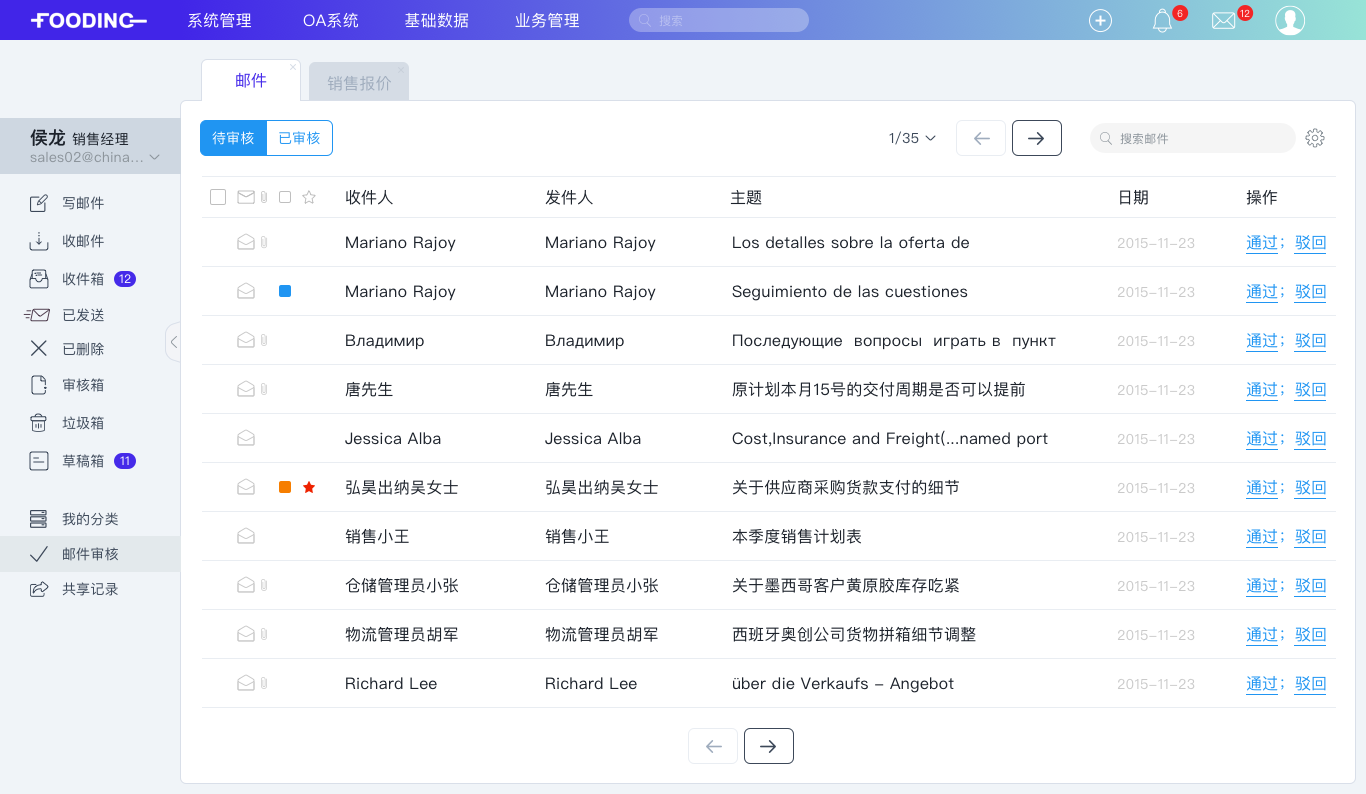 FOODING 系统管理 OA系统 基础数据 业务管理 搜索 6 12
邮件 销售报价
侯龙 销售经理
sales02@china...
待审核 已审核 1/35 搜索邮件
写邮件
收邮件
收件箱 12
已发送
已删除
审核箱
垃圾箱
草稿箱 11
我的分类
邮件审核
共享记录
收件人 发件人 主题 日期 操作
Mariano Rajoy Mariano Rajoy Los detalles sobre la oferta de 2015-11-23 通过; 驳回
Mariano Rajoy Mariano Rajoy Seguimiento de las cuestiones 2015-11-23 通过; 驳回
Владимир Владимир Последующие вопросы играть в пункт 2015-11-23 通过; 驳回
唐先生 唐先生 原计划本月15号的交付周期是否可以提前 2015-11-23 通过; 驳回
Jessica Alba Jessica Alba Cost,Insurance and Freight(...named port 2015-11-23 通过; 驳回
弘昊出纳吴女士 弘昊出纳吴女士 关于供应商采购货款支付的细节 2015-11-23 通过; 驳回
销售小王 销售小王 本季度销售计划表 2015-11-23 通过; 驳回
仓储管理员小张 仓储管理员小张 关于墨西哥客户黄原胶库存吃紧 2015-11-23 通过; 驳回
物流管理员胡军 物流管理员胡军 西班牙奥创公司货物拼箱细节调整 2015-11-23 通过; 驳回
Richard Lee Richard Lee über die Verkaufs - Angebot 2015-11-23 通过; 驳回